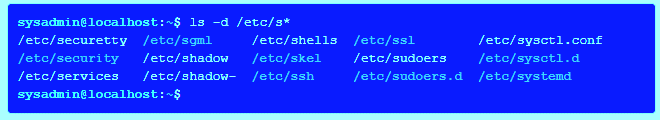 sysadmin@localhost:~$ ls -d /etc/s*
/etc/securetty  /etc/sgml     /etc/shells  /etc/ssl        /etc/sysctl.conf
/etc/security   /etc/shadow   /etc/skel    /etc/sudoers    /etc/sysctl.d
/etc/services   /etc/shadow-  /etc/ssh     /etc/sudoers.d  /etc/systemd
sysadmin@localhost:~$